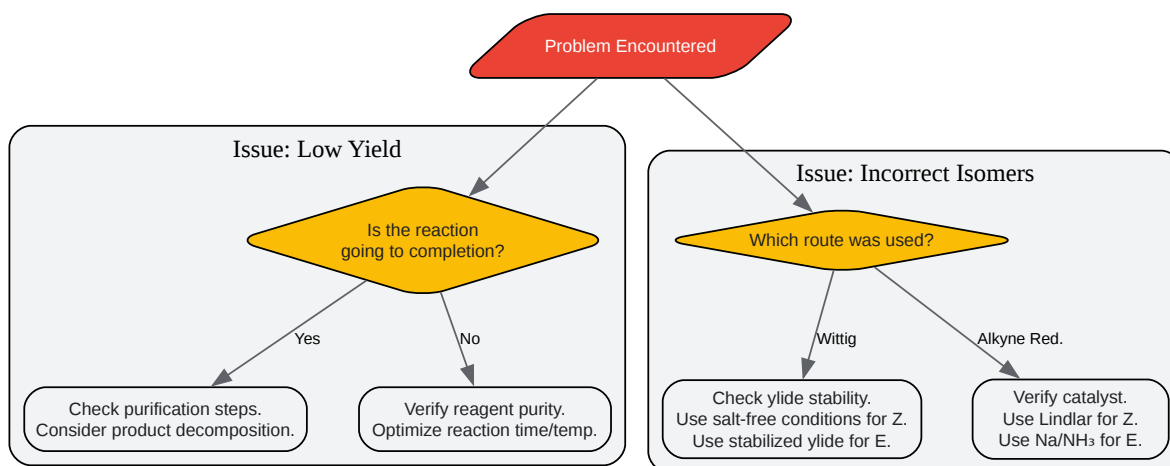 Problem Encountered
Issue: Low Yield
Is the reaction
going to completion?
Yes
No
Check purification steps.
Consider product decomposition.
Verify reagent purity.
Optimize reaction time/temp.
Issue: Incorrect Isomers
Which route was used?
Wittig
Alkyne Red.
Check ylide stability.
Use salt-free conditions for Z.
Use stabilized ylide for E.
Verify catalyst.
Use Lindlar for Z.
Use Na/NH₃ for E.